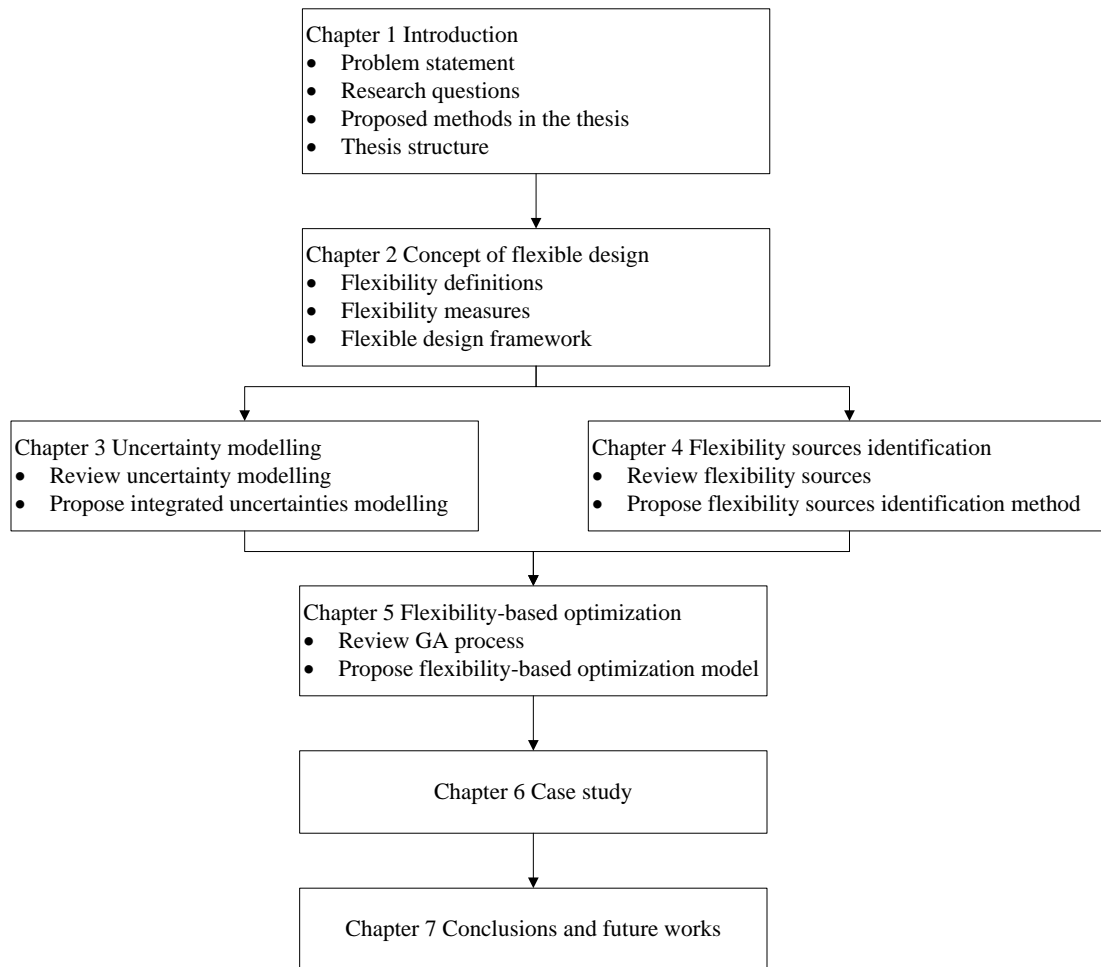 Chapter 1 Introduction
• Problem statement
• Research questions
• Proposed methods in the thesis
• Thesis structure
Chapter 2 Concept of flexible design
• Flexibility definitions
• Flexibility measures
• Flexible design framework
Chapter 3 Uncertainty modelling
• Review uncertainty modelling
• Propose integrated uncertainties modelling
Chapter 4 Flexibility sources identification
• Review flexibility sources
• Propose flexibility sources identification method
Chapter 5 Flexibility-based optimization
• Review GA process
• Propose flexibility-based optimization model
Chapter 6 Case study
Chapter 7 Conclusions and future works